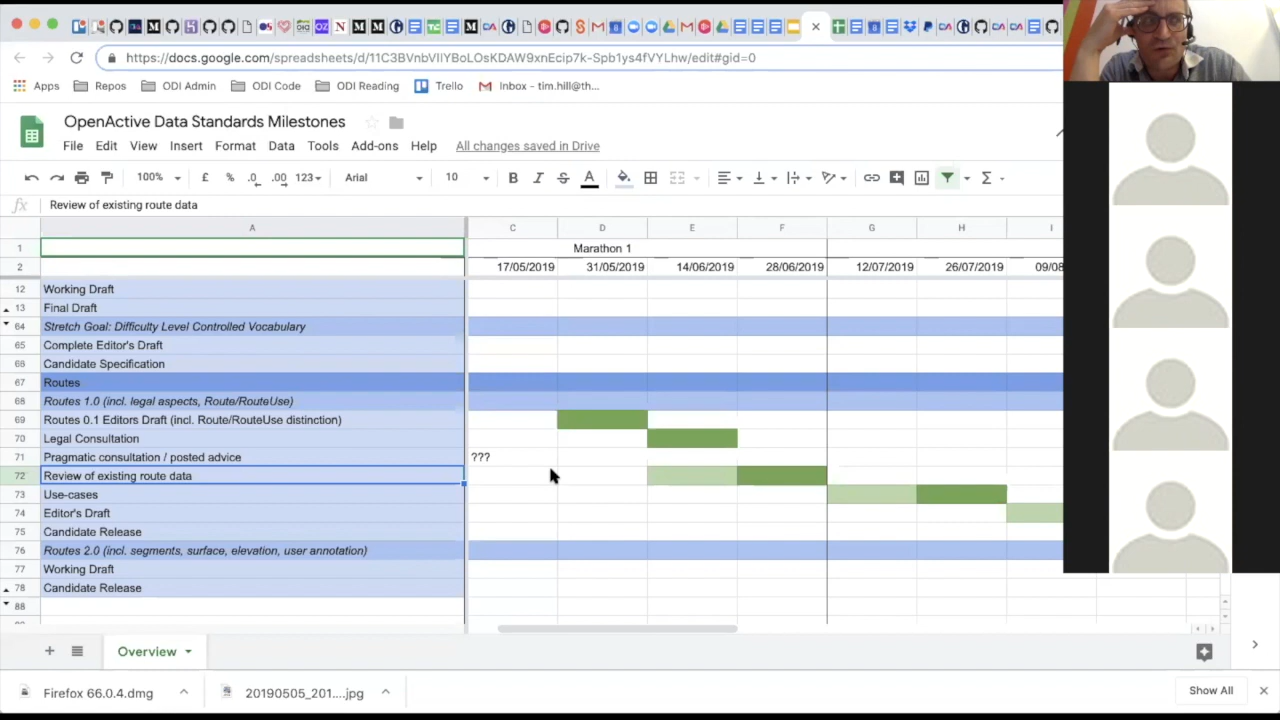 https://docs.google.com/spreadsheets/d/11C3BVnbVIIYBoLOsKDAW9xnEcip7k-Spb1ys4fVYLhw/edit#gid=0
Apps Repos ODI Admin ODI Code ODI Reading Trello Inbox - tim.hill@th...
OpenActive Data Standards Milestones
File Edit View Insert Format Data Tools Add-ons Help All changes saved in Drive
100% £ % .0 .00 123 Arial 10 B I S A
fx Review of existing route data
A C D E F G H I
1 Marathon 1
2 17/05/2019 31/05/2019 14/06/2019 28/06/2019 12/07/2019 26/07/2019 09/08
12 Working Draft
13 Final Draft
64 Stretch Goal: Difficulty Level Controlled Vocabulary
65 Complete Editor's Draft
66 Candidate Specification
67 Routes
68 Routes 1.0 (incl. legal aspects, Route/RouteUse)
69 Routes 0.1 Editors Draft (incl. Route/RouteUse distinction)
70 Legal Consultation
71 Pragmatic consultation / posted advice ???
72 Review of existing route data
73 Use-cases
74 Editor's Draft
75 Candidate Release
76 Routes 2.0 (incl. segments, surface, elevation, user annotation)
77 Working Draft
78 Candidate Release
88
Overview
Firefox 66.0.4.dmg 20190505_201....jpg Show All